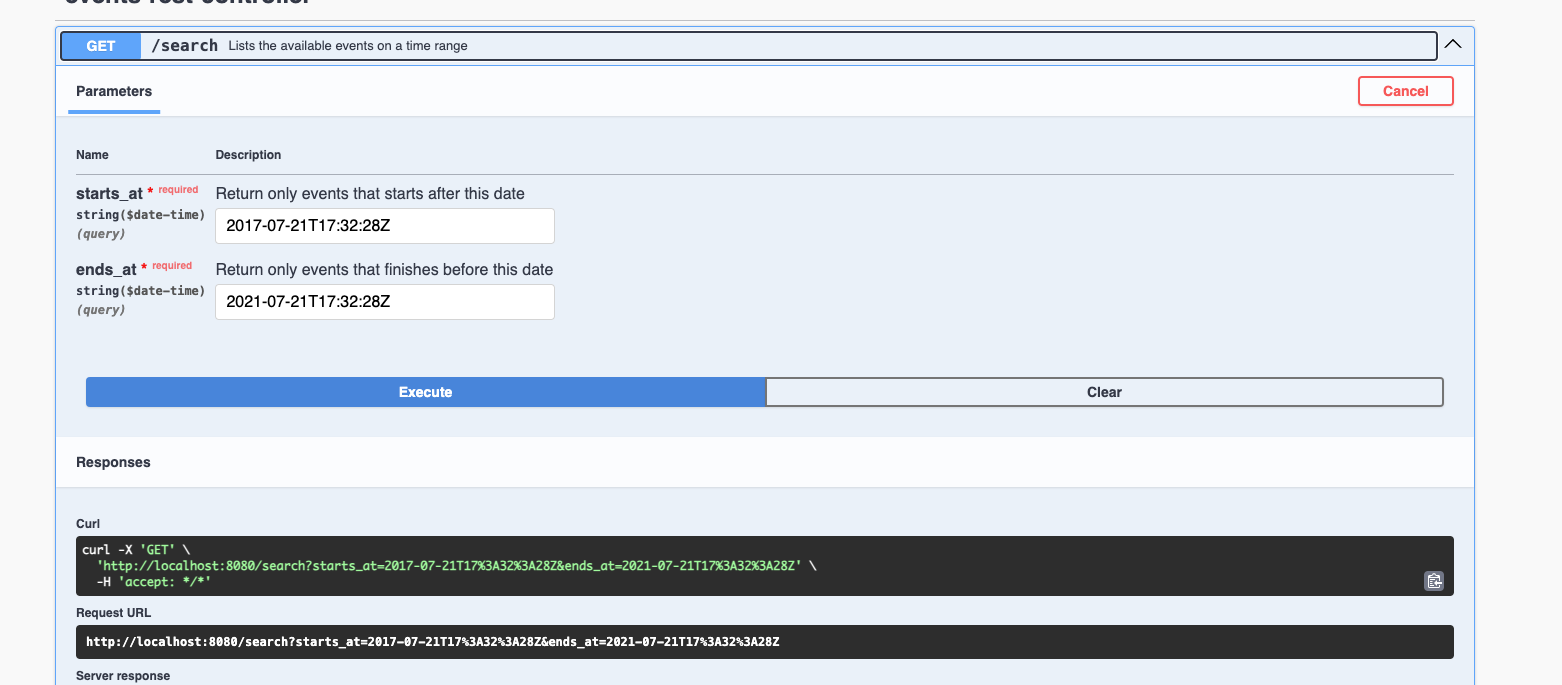 events rest controller
GET /search Lists the available events on a time range
Parameters
Cancel
Name Description
starts_at * required Return only events that starts after this date
string($date-time)
2017-07-21T17:32:28Z
(query)
ends_at * required Return only events that finishes before this date
string($date-time)
2021-07-21T17:32:28Z
(query)
Execute Clear
Responses
Curl
curl -X 'GET' \
'http://localhost:8080/search?starts_at=2017-07-21T17%3A32%3A28Z&ends_at=2021-07-21T17%3A32%3A28Z' \
-H 'accept: */*'
Request URL
http://localhost:8080/search?starts_at=2017-07-21T17%3A32%3A28Z&ends_at=2021-07-21T17%3A32%3A28Z
Server response